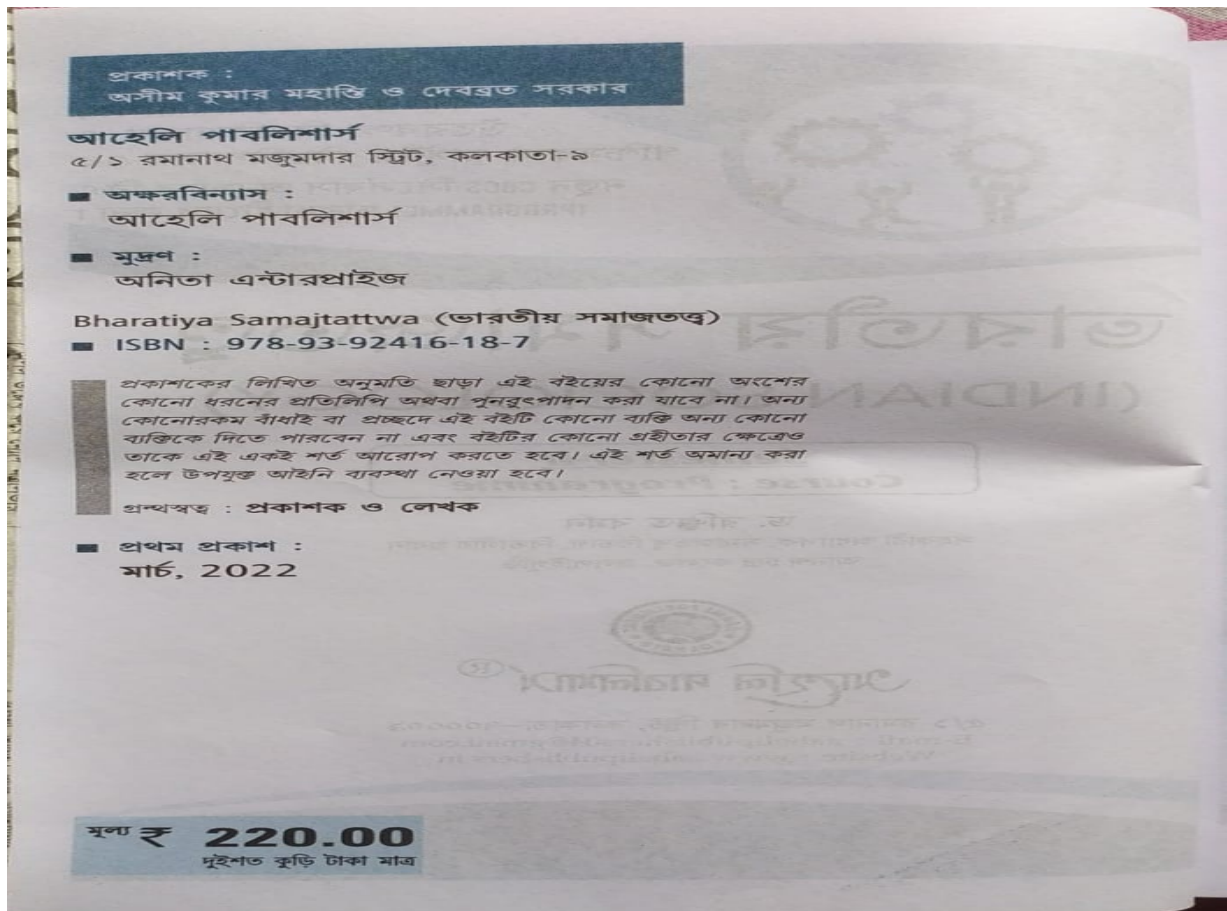 প্রকাশক :
অসীম কুমার মহান্তি ও দেবব্রত সরকার
আহেলি পাবলিশার্স
৫/১ রমানাথ মজুমদার স্ট্রিট, কলকাতা-৯
■ অক্ষরবিন্যাস :
আহেলি পাবলিশার্স
■ মুদ্রণ :
অনিতা এন্টারপ্রাইজ
Bharatiya Samajtattwa (ভারতীয় সমাজতত্ত্ব)
■ ISBN : 978-93-92416-18-7
প্রকাশকের লিখিত অনুমতি ছাড়া এই বইয়ের কোনো অংশের
কোনো ধরনের প্রতিলিপি অথবা পুনরুৎপাদন করা যাবে না। অন্য
কোনোরকম বাঁধাই বা প্রচ্ছদে এই বইটি কোনো ব্যক্তি অন্য কোনো
ব্যক্তিকে দিতে পারবেন না এবং বইটির কোনো গ্রহীতার ক্ষেত্রেও
তাকে এই একই শর্ত আরোপ করতে হবে। এই শর্ত অমান্য করা
হলে উপযুক্ত আইনি ব্যবস্থা নেওয়া হবে।
গ্রন্থস্বত্ব : প্রকাশক ও লেখক
■ প্রথম প্রকাশ :
মার্চ, 2022
মূল্য ₹ 220.00
দুইশত কুড়ি টাকা মাত্র